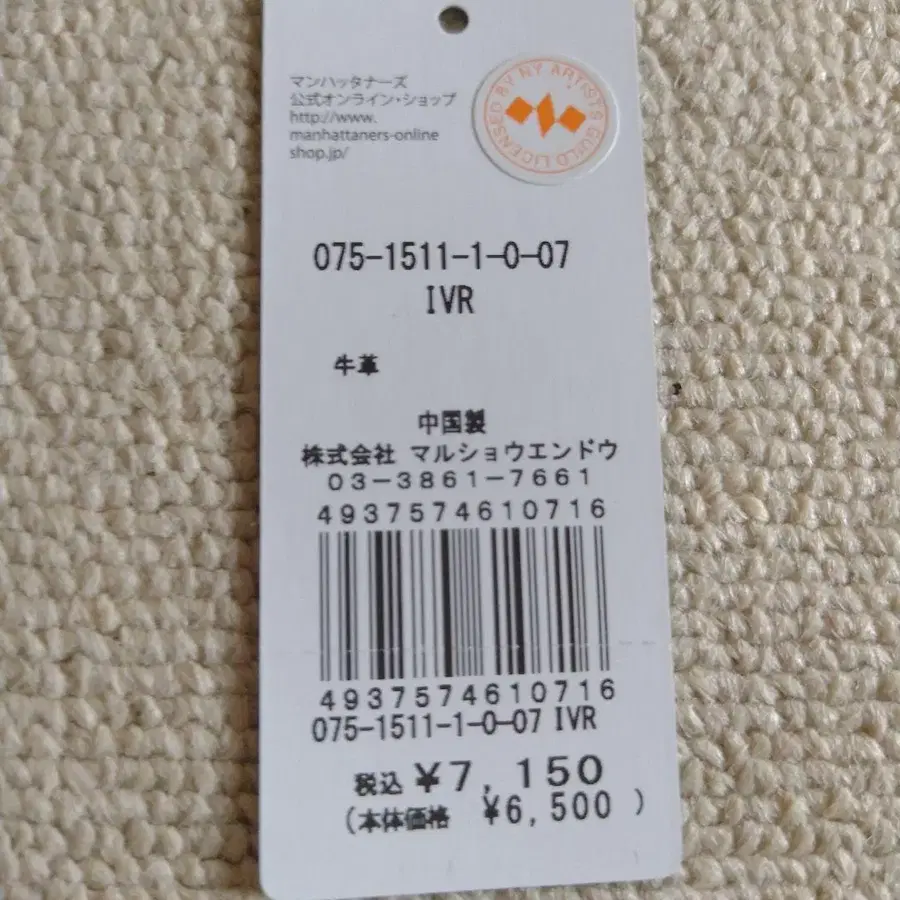 マンハッタナーズ
公式オンライン・ショップ
http://www.
manhattaners-online
shop.jp/
LICENSED BY NY ARTISTS GUILD
075-1511-1-0-07
IVR
牛革
中国製
株式会社 マルショウエンドウ
03-3861-7661
4937574610716
4937574610716
075-1511-1-0-07 IVR
税込 ¥7,150
(本体価格 ¥6,500 )